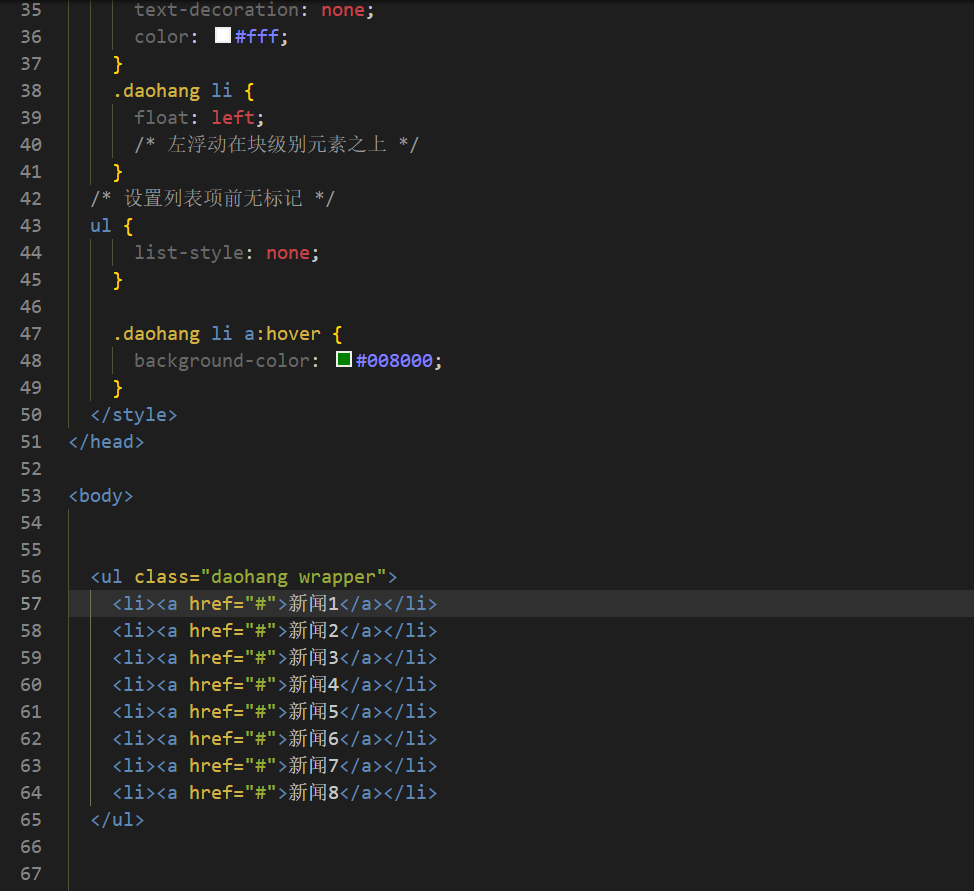 35 text-decoration: none;
36 color: #fff;
37 }
38 .daohang li {
39 float: left;
40 /* 左浮动在块级别元素之上 */
41 }
42 /* 设置列表项前无标记 */
43 ul {
44 list-style: none;
45 }
46
47 .daohang li a:hover {
48 background-color: #008000;
49 }
50 </style>
51 </head>
52
53 <body>
54
55
56 <ul class="daohang wrapper">
57 <li><a href="#">新闻1</a></li>
58 <li><a href="#">新闻2</a></li>
59 <li><a href="#">新闻3</a></li>
60 <li><a href="#">新闻4</a></li>
61 <li><a href="#">新闻5</a></li>
62 <li><a href="#">新闻6</a></li>
63 <li><a href="#">新闻7</a></li>
64 <li><a href="#">新闻8</a></li>
65 </ul>
66
67